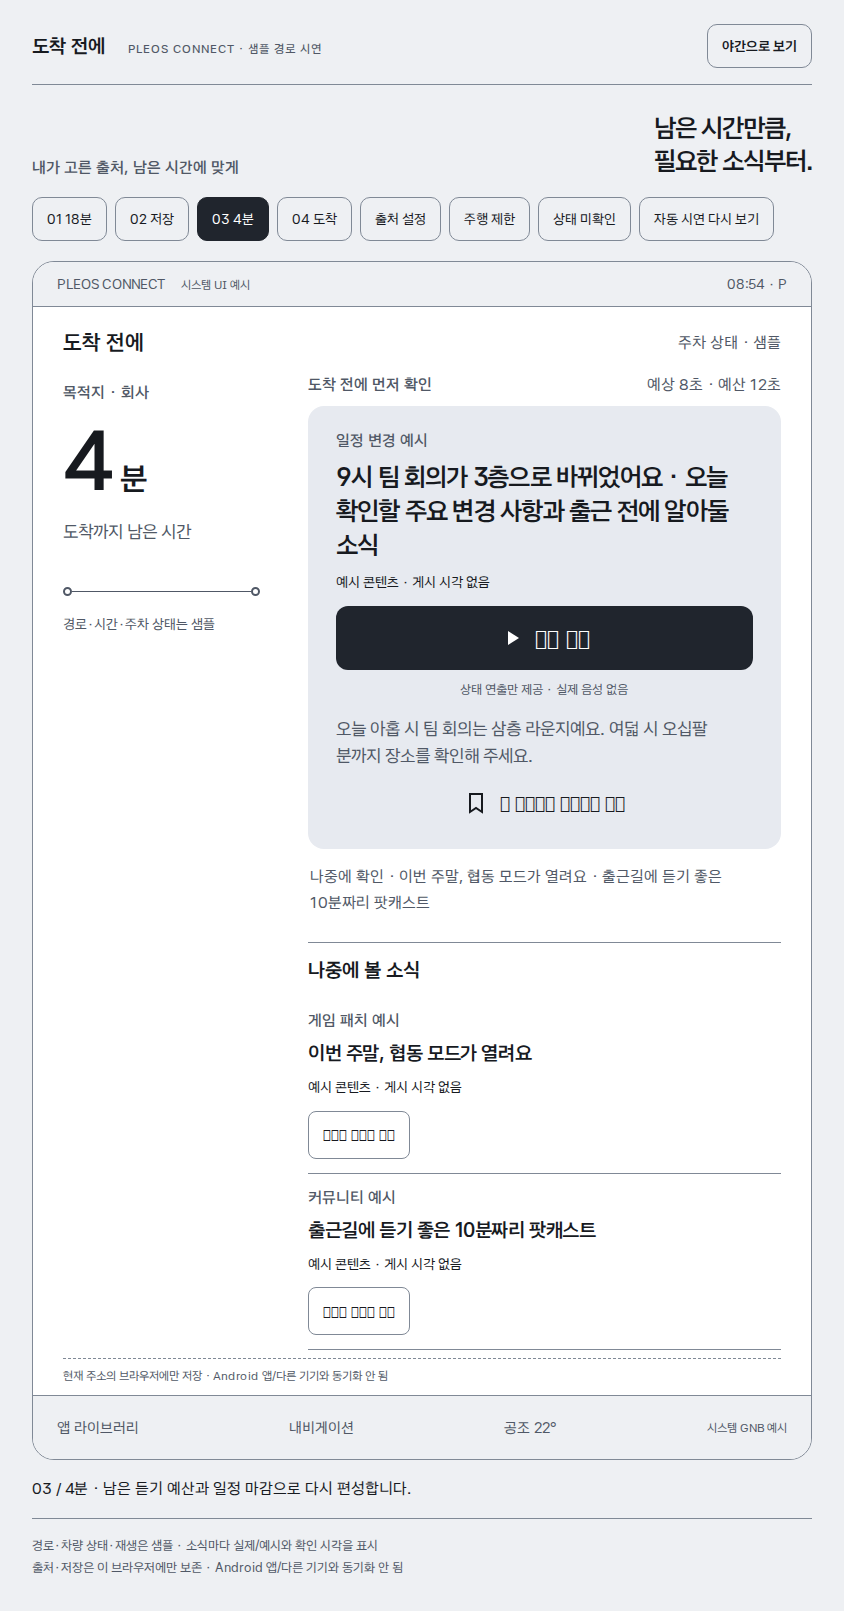 도착 전에
PLEOS CONNECT · 샘플 경로 시연
야간으로 보기
내가 고른 출처, 남은 시간에 맞게
남은 시간만큼,
필요한 소식부터.
01 18분
02 저장
03 4분
04 도착
출처 설정
주행 제한
상태 미확인
자동 시연 다시 보기
PLEOS CONNECT 시스템 UI 예시
08:54 · P
도착 전에
주차 상태 · 샘플
목적지 · 회사
4분
도착까지 남은 시간
경로·시간·주차 상태는 샘플
도착 전에 먼저 확인
예상 8초 · 예산 12초
일정 변경 예시
9시 팀 회의가 3층으로 바뀌었어요 · 오늘
확인할 주요 변경 사항과 출근 전에 알아둘
소식
예시 콘텐츠 · 게시 시각 없음
상태 연출만 제공 · 실제 음성 없음
오늘 아홉 시 팀 회의는 삼층 라운지예요. 여덟 시 오십팔
분까지 장소를 확인해 주세요.
나중에 확인 · 이번 주말, 협동 모드가 열려요 · 출근길에 듣기 좋은
10분짜리 팟캐스트
나중에 볼 소식
게임 패치 예시
이번 주말, 협동 모드가 열려요
예시 콘텐츠 · 게시 시각 없음
커뮤니티 예시
출근길에 듣기 좋은 10분짜리 팟캐스트
예시 콘텐츠 · 게시 시각 없음
현재 주소의 브라우저에만 저장 · Android 앱/다른 기기와 동기화 안 됨
앱 라이브러리
내비게이션
공조 22°
시스템 GNB 예시
03 / 4분 · 남은 듣기 예산과 일정 마감으로 다시 편성합니다.
경로·차량 상태·재생은 샘플 · 소식마다 실제/예시와 확인 시각을 표시
출처·저장은 이 브라우저에만 보존 · Android 앱/다른 기기와 동기화 안 됨